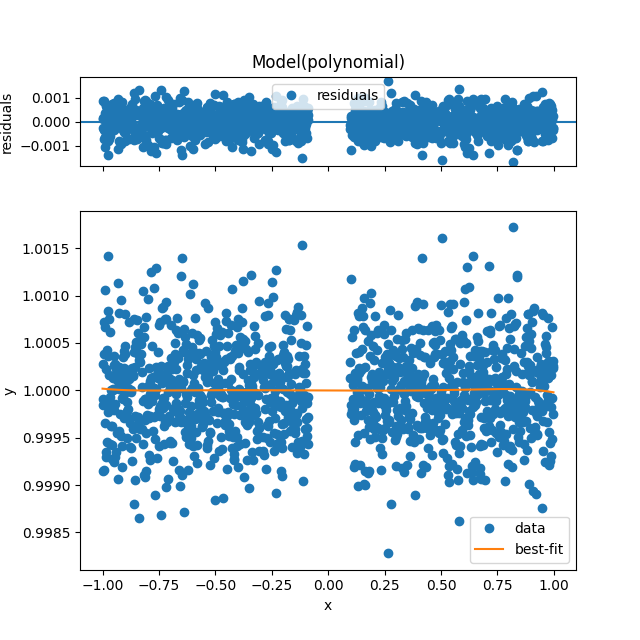 Model(polynomial)
residuals
0.001
0.000
−0.001
residuals
y
1.0015
1.0010
1.0005
1.0000
0.9995
0.9990
0.9985
data
best-fit
−1.00 −0.75 −0.50 −0.25 0.00 0.25 0.50 0.75 1.00
x